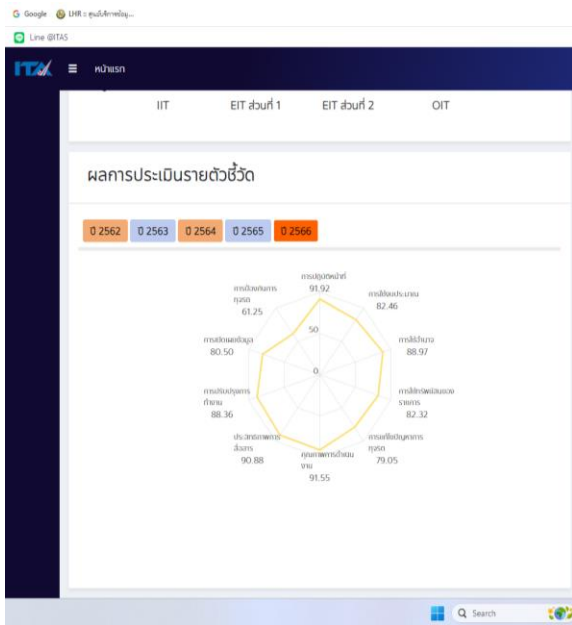 Google
LHR :: ศูนย์บริการข้อมู...
Line @ITAS
ITA
หน้าแรก
IIT EIT ส่วนที่ 1 EIT ส่วนที่ 2 OIT
ผลการประเมินรายตัวชี้วัด
ปี 2562 ปี 2563 ปี 2564 ปี 2565 ปี 2566
การปฏิบัติหน้าที่
91.92
การใช้งบประมาณ
82.46
การใช้อำนาจ
88.97
การใช้ทรัพย์สินของ
ราชการ
82.32
การแก้ไขปัญหาการ
ทุจริต
79.05
คุณภาพการดำเนิน
งาน
91.55
ประสิทธิภาพการ
สื่อสาร
90.88
การปรับปรุงการ
ทำงาน
88.36
การเปิดเผยข้อมูล
80.50
การป้องกันการ
ทุจริต
61.25
50
0
Search